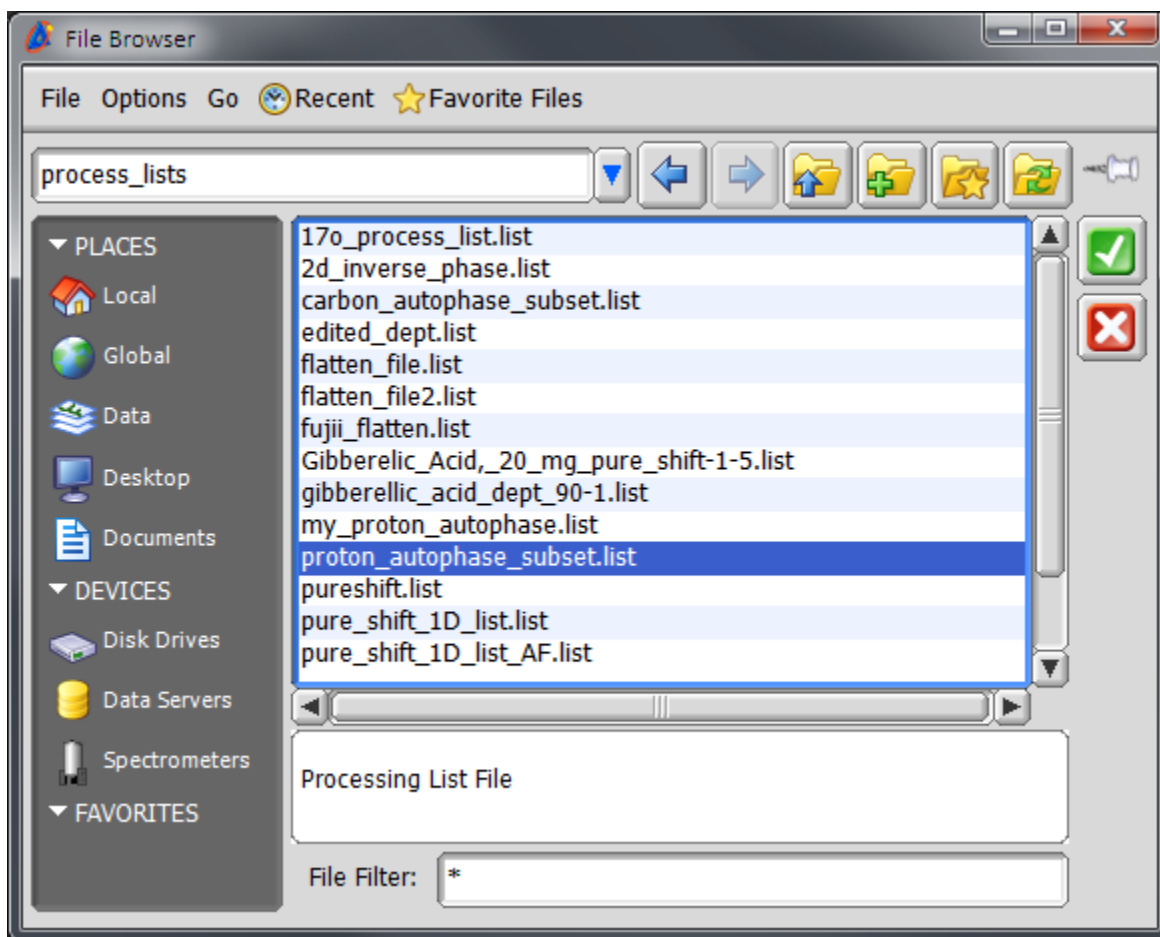 File Browser
File Options Go Recent Favorite Files
process_lists
PLACES
Local
Global
Data
Desktop
Documents
DEVICES
Disk Drives
Data Servers
Spectrometers
FAVORITES
17o_process_list.list
2d_inverse_phase.list
carbon_autophase_subset.list
edited_dept.list
flatten_file.list
flatten_file2.list
fujii_flatten.list
Gibberelic_Acid,_20_mg_pure_shift-1-5.list
gibberellic_acid_dept_90-1.list
my_proton_autophase.list
proton_autophase_subset.list
pureshift.list
pure_shift_1D_list.list
pure_shift_1D_list_AF.list
Processing List File
File Filter: *